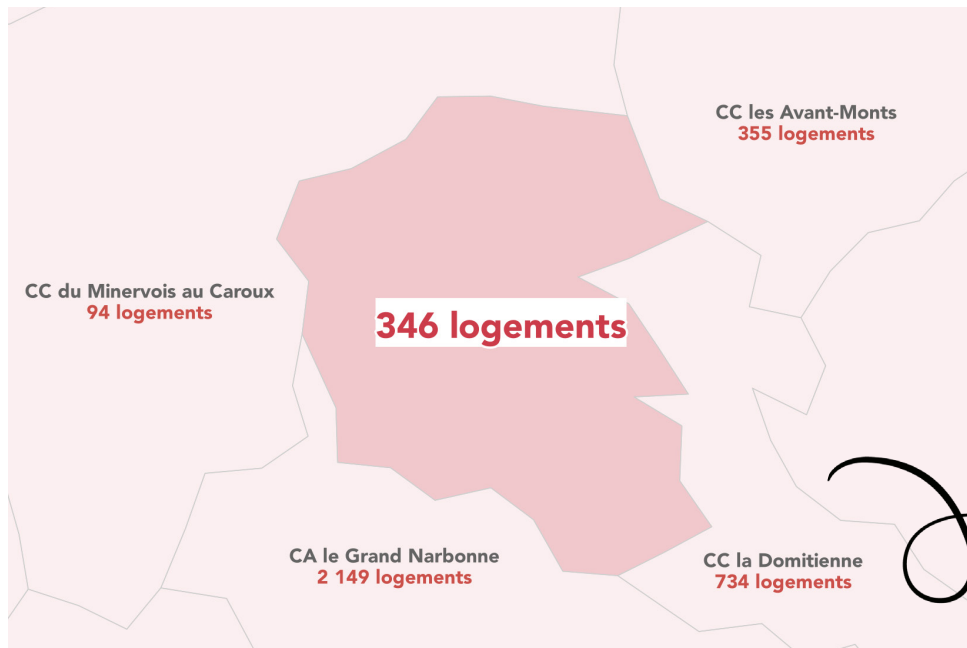 CC les Avant-Monts
355 logements
CC du Minervois au Caroux
94 logements
346 logements
CA le Grand Narbonne
2 149 logements
CC la Domitienne
734 logements